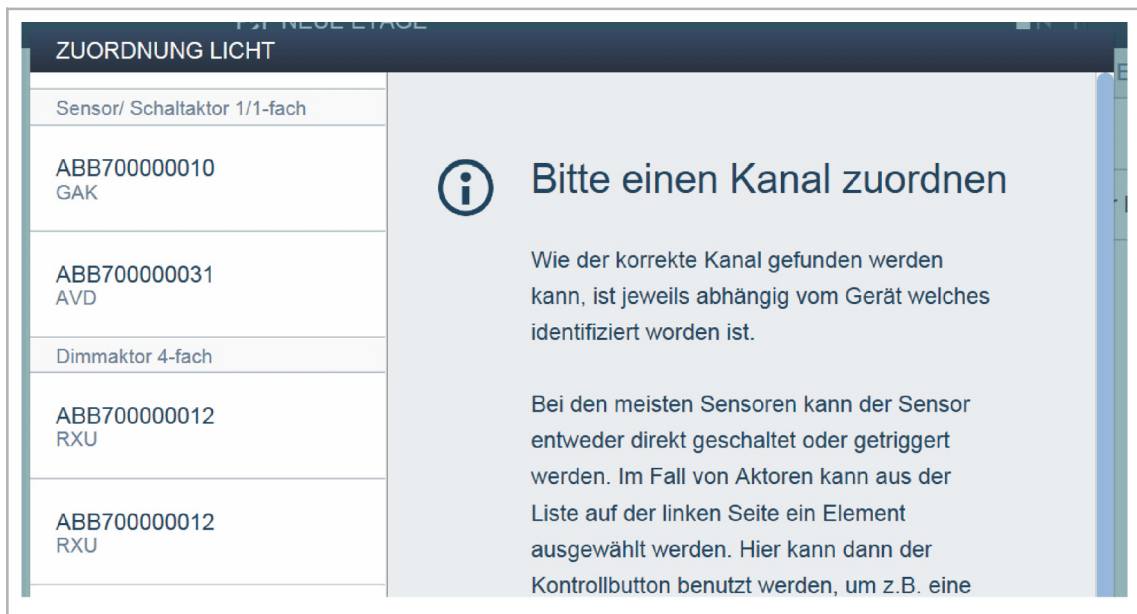 NEUE ETAGE
ZUORDNUNG LICHT
Sensor/ Schaltaktor 1/1-fach
ABB700000010
GAK
ABB700000031
AVD
Dimmaktor 4-fach
ABB700000012
RXU
ABB700000012
RXU
Bitte einen Kanal zuordnen
Wie der korrekte Kanal gefunden werden
kann, ist jeweils abhängig vom Gerät welches
identifiziert worden ist.
Bei den meisten Sensoren kann der Sensor
entweder direkt geschaltet oder getriggert
werden. Im Fall von Aktoren kann aus der
Liste auf der linken Seite ein Element
ausgewählt werden. Hier kann dann der
Kontrollbutton benutzt werden, um z.B. eine